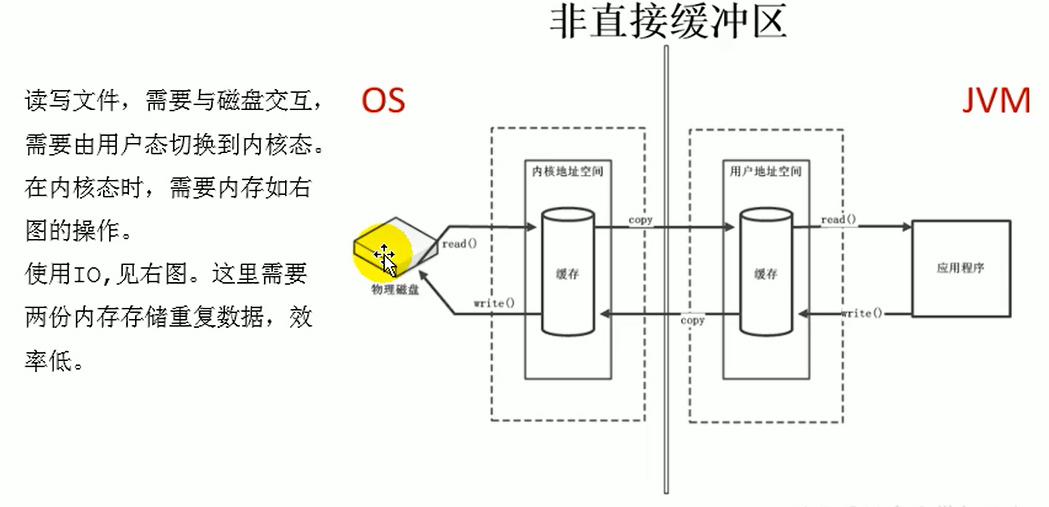 非直接缓冲区
读写文件，需要与磁盘交互，
需要由用户态切换到内核态。
在内核态时，需要内存如右
图的操作。
使用IO,见右图。这里需要
两份内存存储重复数据，效
率低。
OS
JVM
内核地址空间
用户地址空间
copy
read()
read()
缓存
缓存
应用程序
物理磁盘
write()
copy
write()